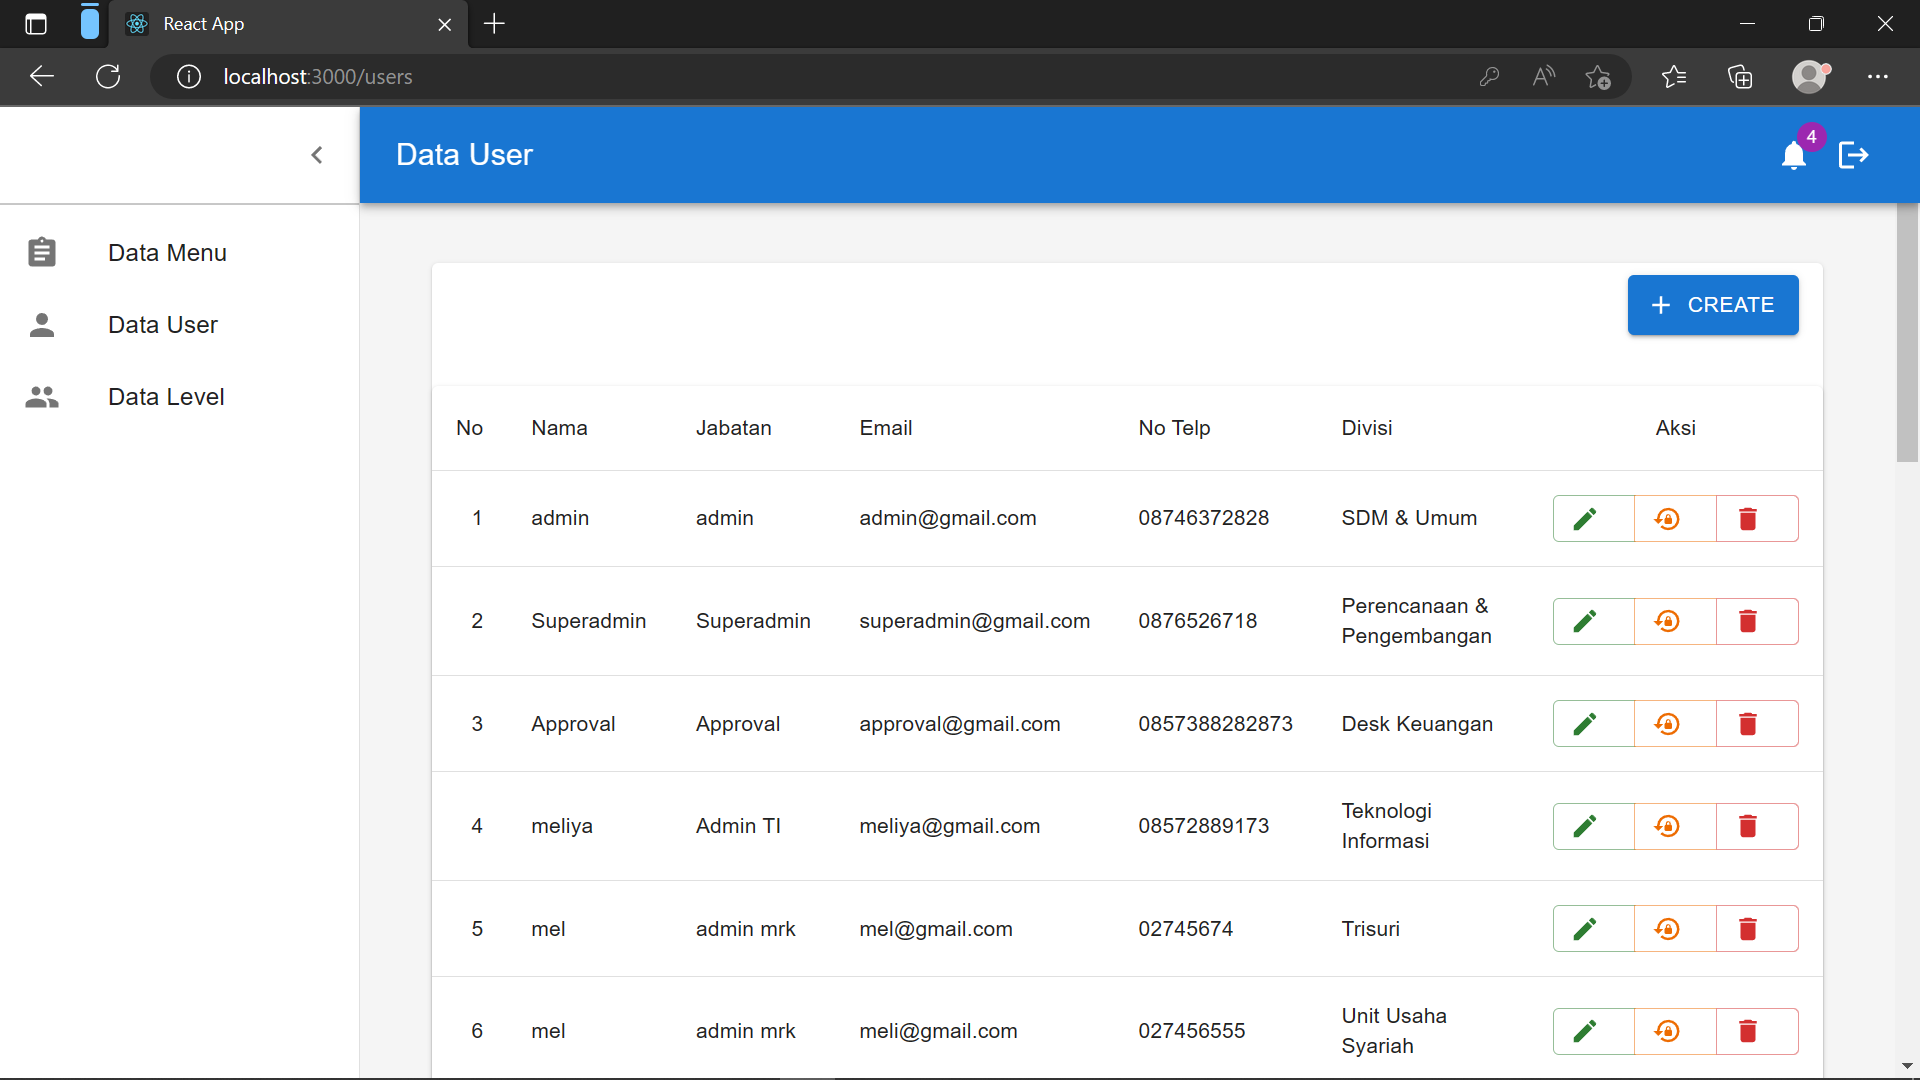 React App
localhost:3000/users
Data User
4
Data Menu
Data User
Data Level
CREATE
No Nama Jabatan Email No Telp Divisi Aksi
1 admin admin admin@gmail.com 08746372828 SDM & Umum
2 Superadmin Superadmin superadmin@gmail.com 0876526718 Perencanaan &
Pengembangan
3 Approval Approval approval@gmail.com 0857388282873 Desk Keuangan
4 meliya Admin TI meliya@gmail.com 08572889173 Teknologi
Informasi
5 mel admin mrk mel@gmail.com 02745674 Trisuri
6 mel admin mrk meli@gmail.com 027456555 Unit Usaha
Syariah